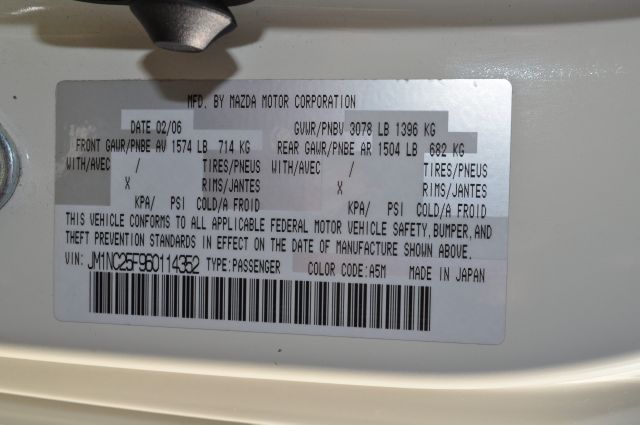 MFD. BY MAZDA MOTOR CORPORATION
DATE 02/06 GVWR/PNBV 3078 LB 1396 KG
FRONT GAWR/PNBE AV 1574 LB 714 KG REAR GAWR/PNBE AR 1504 LB 682 KG
WITH/AVEC / TIRES/PNEUS WITH/AVEC / TIRES/PNEUS
X RIMS/JANTES X RIMS/JANTES
KPA/ PSI COLD/A FROID KPA/ PSI COLD/A FROID
THIS VEHICLE CONFORMS TO ALL APPLICABLE FEDERAL MOTOR VEHICLE SAFETY, BUMPER, AND
THEFT PREVENTION STANDARDS IN EFFECT ON THE DATE OF MANUFACTURE SHOWN ABOVE.
VIN: JM1NC25F960114352 TYPE:PASSENGER COLOR CODE:A5M MADE IN JAPAN